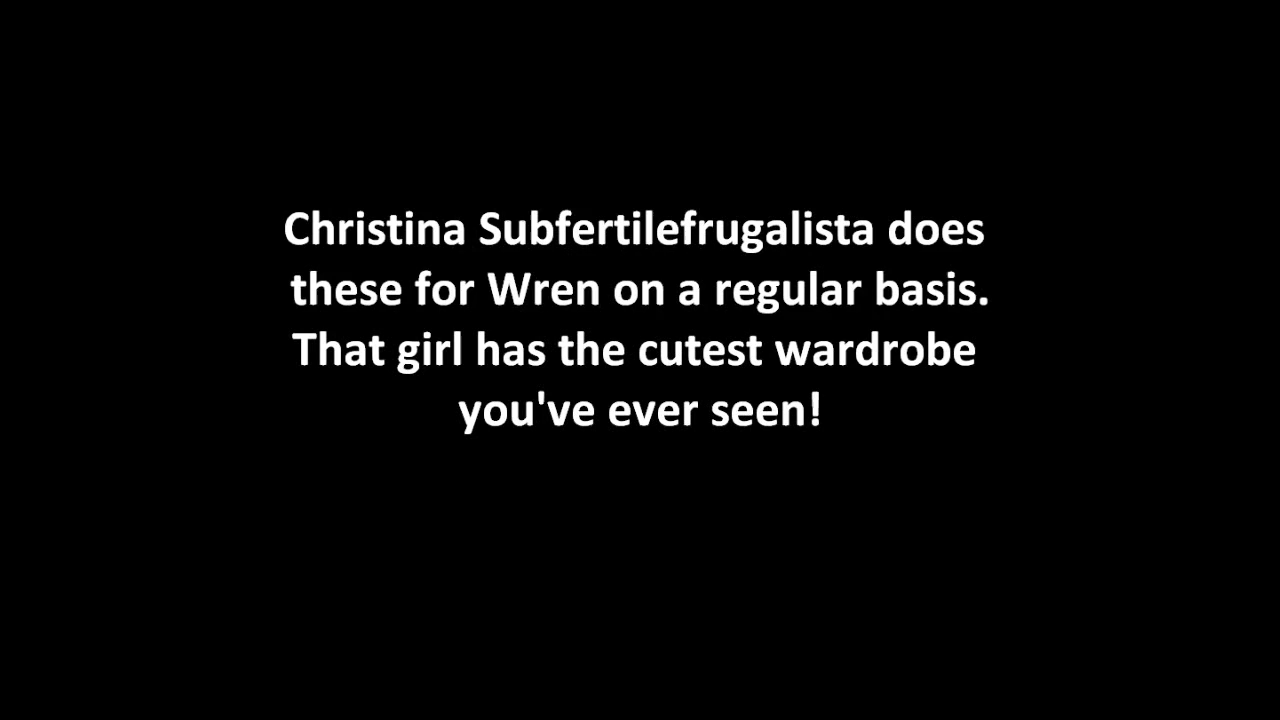 Christina Subfertilefrugalista does
these for Wren on a regular basis.
That girl has the cutest wardrobe
you've ever seen!